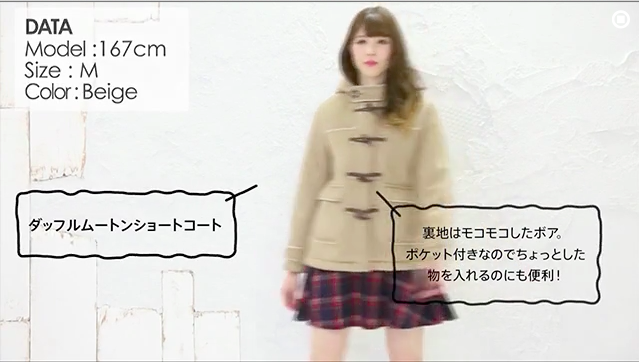 DATA
Model :167cm
Size : M
Color : Beige
ダッフルムートンショートコート
裏地はモコモコしたボア。
ポケット付きなのでちょっとした
物を入れるのにも便利!